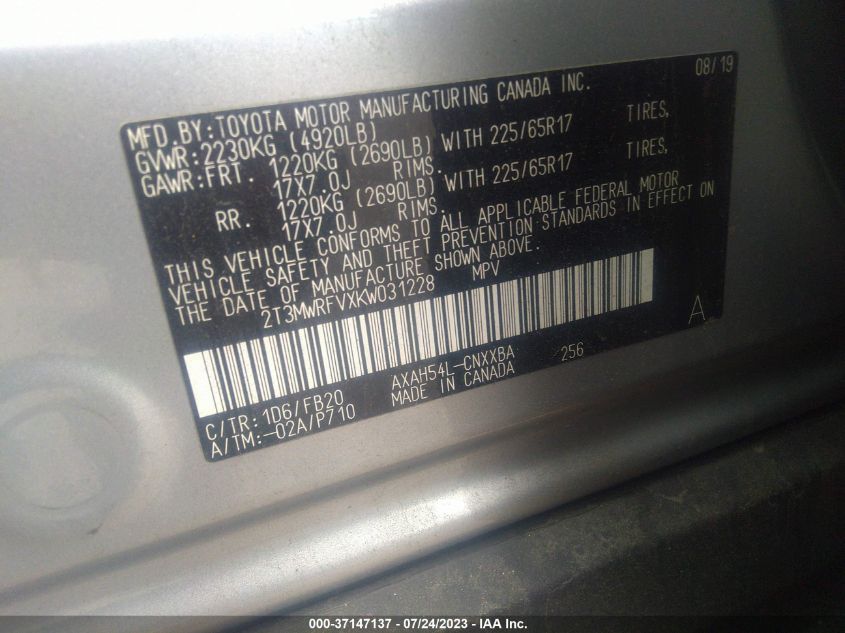 MFD.BY:TOYOTA MOTOR MANUFACTURING CANADA INC. 08/19
GVWR:2230KG (4920LB)
GAWR:FRT. 1220KG (2690LB) WITH 225/65R17 TIRES,
17X7.0J RIMS.
RR. 1220KG (2690LB) WITH 225/65R17 TIRES,
17X7.0J RIMS.
THIS VEHICLE CONFORMS TO ALL APPLICABLE FEDERAL MOTOR
VEHICLE SAFETY AND THEFT PREVENTION STANDARDS IN EFFECT ON
THE DATE OF MANUFACTURE SHOWN ABOVE.
2T3MWRFVXKW031228 MPV
A
C/TR: 1D6/FB20 AXAH54L-CNXXBA 256
A/TM:-02A/P710 MADE IN CANADA
000-37147137 - 07/24/2023 - IAA Inc.